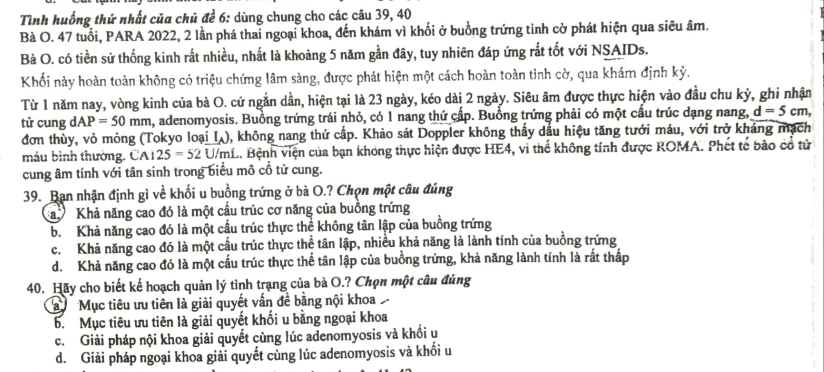 Tình huống thứ nhất của chủ đề 6: dùng chung cho các câu 39, 40
Bà O. 47 tuổi, PARA 2022, 2 lần phá thai ngoại khoa, đến khám vì khối ở buồng trứng tình cờ phát hiện qua siêu âm.
Bà O. có tiền sử thống kinh rất nhiều, nhất là khoảng 5 năm gần đây, tuy nhiên đáp ứng rất tốt với NSAIDs.
Khối này hoàn toàn không có triệu chứng lâm sàng, được phát hiện một cách hoàn toàn tình cờ, qua khám định kỳ.
Từ 1 năm nay, vòng kinh của bà O. cứ ngắn dần, hiện tại là 23 ngày, kéo dài 2 ngày. Siêu âm được thực hiện vào đầu chu kỳ, ghi nhận
tử cung dAP = 50 mm, adenomyosis. Buồng trứng trái nhỏ, có 1 nang thứ cấp. Buồng trứng phải có một cấu trúc dạng nang, d = 5 cm,
đơn thùy, vỏ mỏng (Tokyo loại I), không nang thứ cấp. Khảo sát Doppler không thấy dấu hiệu tăng tưới máu, với trở kháng mạch
máu bình thường. CA125 = 52 U/mL. Bệnh viện của bạn không thực hiện được HE4, vì thế không tính được ROMA. Phết tế bào cổ tử
cung âm tính với tân sinh trong biểu mô cổ tử cung.
39. Bạn nhận định gì về khối u buồng trứng ở bà O.? Chọn một câu đúng
a. Khả năng cao đó là một cấu trúc cơ năng của buồng trứng
b. Khả năng cao đó là một cấu trúc thực thể không tân lập của buồng trứng
c. Khả năng cao đó là một cấu trúc thực thể tân lập, nhiều khả năng là lành tính của buồng trứng
d. Khả năng cao đó là một cấu trúc thực thể tân lập của buồng trứng, khả năng lành tính là rất thấp
40. Hãy cho biết kế hoạch quản lý tình trạng của bà O.? Chọn một câu đúng
a. Mục tiêu ưu tiên là giải quyết vấn đề bằng nội khoa
b. Mục tiêu ưu tiên là giải quyết khối u bằng ngoại khoa
c. Giải pháp nội khoa giải quyết cùng lúc adenomyosis và khối u
d. Giải pháp ngoại khoa giải quyết cùng lúc adenomyosis và khối u